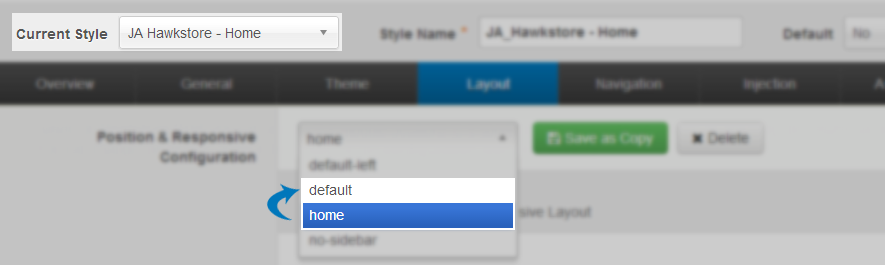 Current Style JA Hawkstore - Home Style Name * JA_Hawkstore - Home Default No
Overview General Theme Layout Navigation Injection A
Position & Responsive Configuration
home Save as Copy Delete
default-left
default
home
sive Layout
no-sidebar